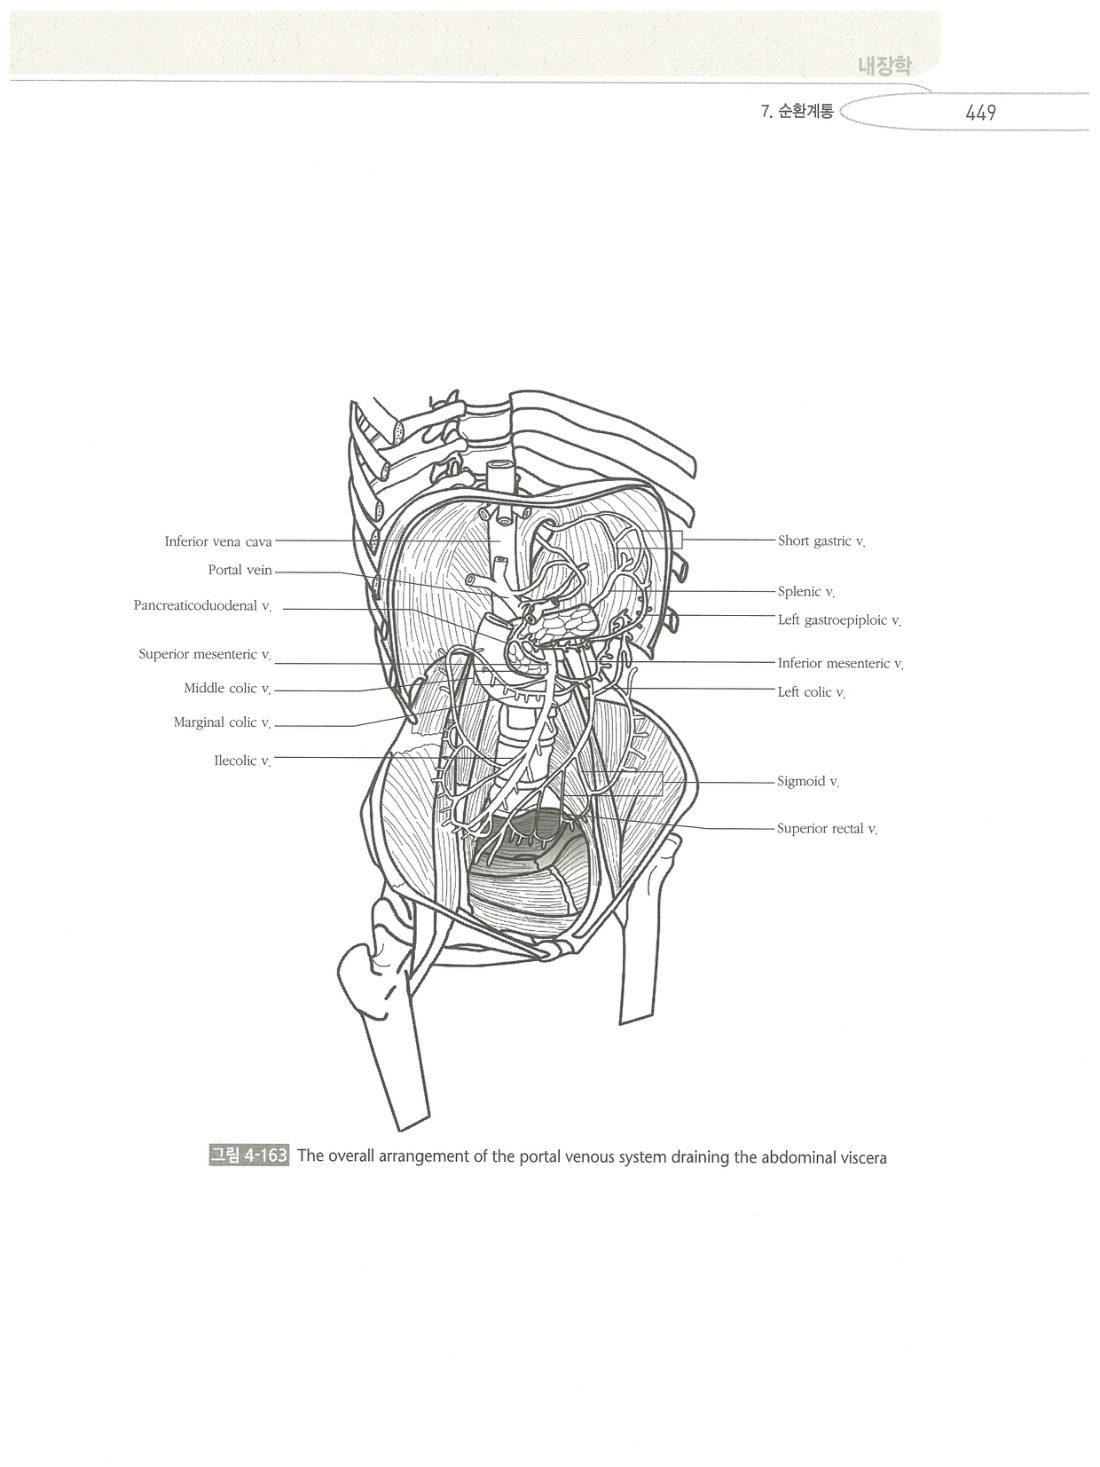 내장학
7. 순환계통
449
Inferior vena cava
Portal vein
Pancreaticoduodenal v.
Superior mesenteric v.
Middle colic v.
Marginal colic v.
Ilecolic v.
Short gastric v.
Splenic v.
Left gastroepiploic v.
Inferior mesenteric v.
Left colic v.
Sigmoid v.
Superior rectal v.
그림 4-163 The overall arrangement of the portal venous system draining the abdominal viscera